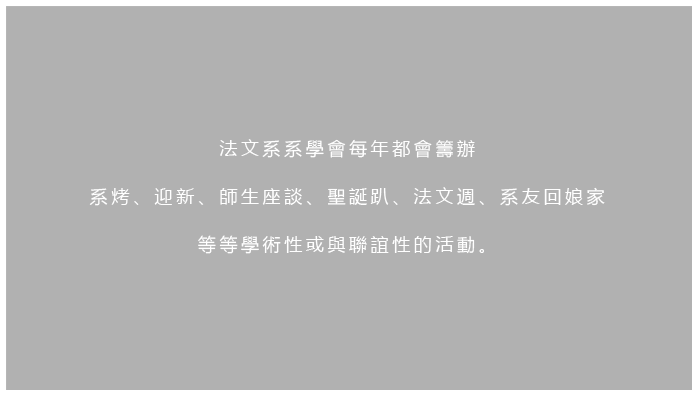 法文系系學會每年都會籌辦
系烤、迎新、師生座談、聖誕趴、法文週、系友回娘家
等等學術性或與聯誼性的活動。